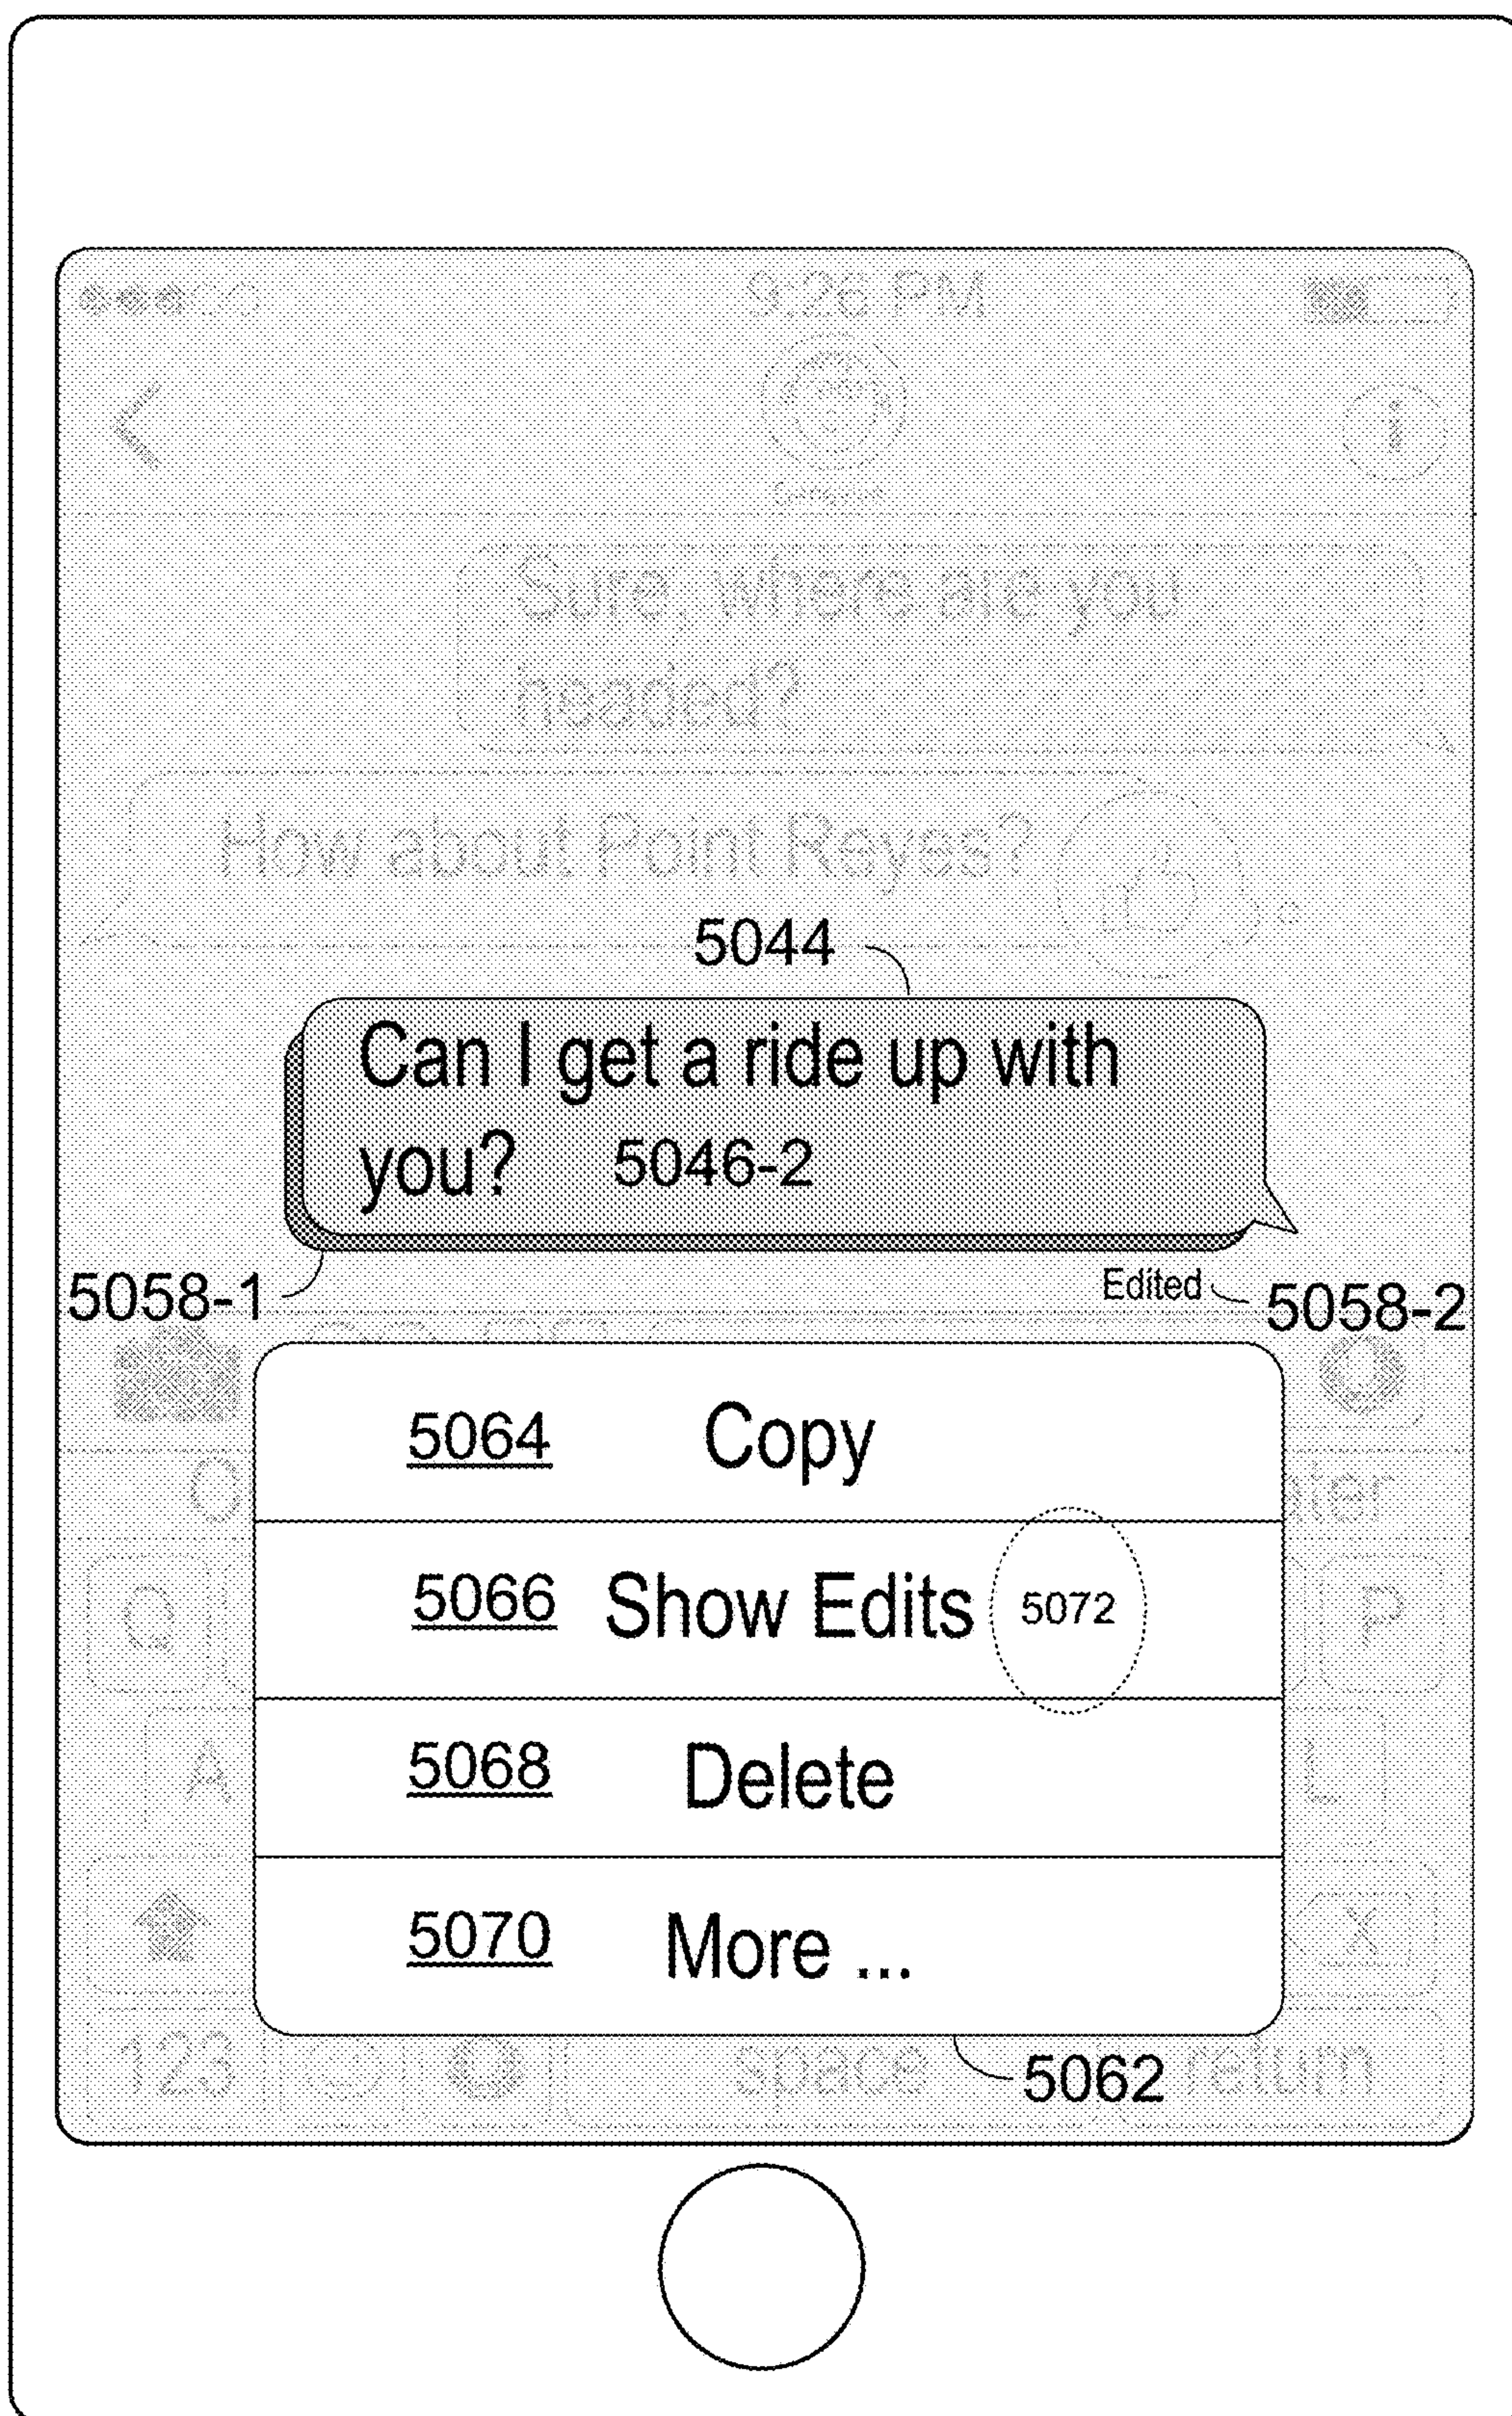 9:26 PM
i
Sure, where are you
needed?
How about Point Reyes?
5044
Can I get a ride up with
you? 5046-2
5058-1
Edited 5058-2
5064 Copy
5066 Show Edits 5072
Q
P
5068 Delete
A
L
5070 More ...
X
123
space
return
5062